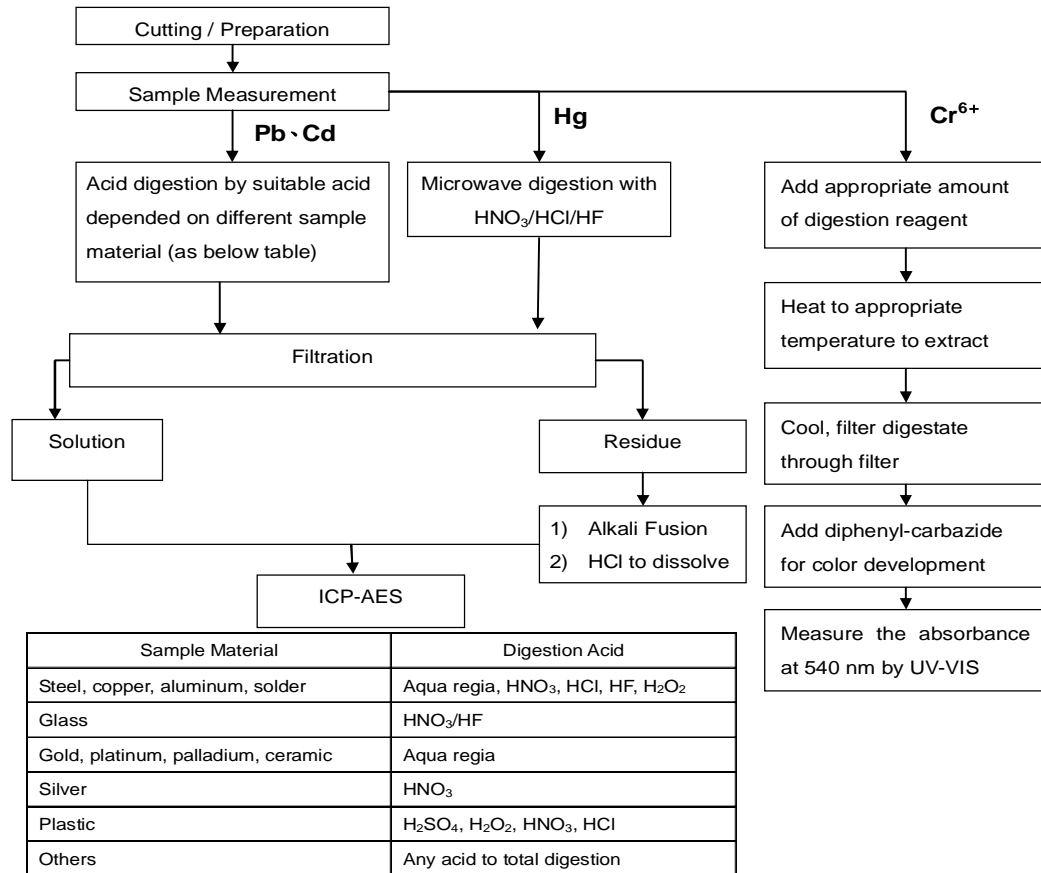 Cutting / Preparation
Sample Measurement
Pb、Cd
Hg
Cr⁶⁺
Acid digestion by suitable acid
depended on different sample
material (as below table)
Microwave digestion with
HNO₃/HCl/HF
Add appropriate amount
of digestion reagent
Heat to appropriate
temperature to extract
Filtration
Solution
Residue
Cool, filter digestate
through filter
1) Alkali Fusion
2) HCl to dissolve
Add diphenyl-carbazide
for color development
ICP-AES
Measure the absorbance
at 540 nm by UV-VIS
Sample Material Digestion Acid
Steel, copper, aluminum, solder Aqua regia, HNO₃, HCl, HF, H₂O₂
Glass HNO₃/HF
Gold, platinum, palladium, ceramic Aqua regia
Silver HNO₃
Plastic H₂SO₄, H₂O₂, HNO₃, HCl
Others Any acid to total digestion